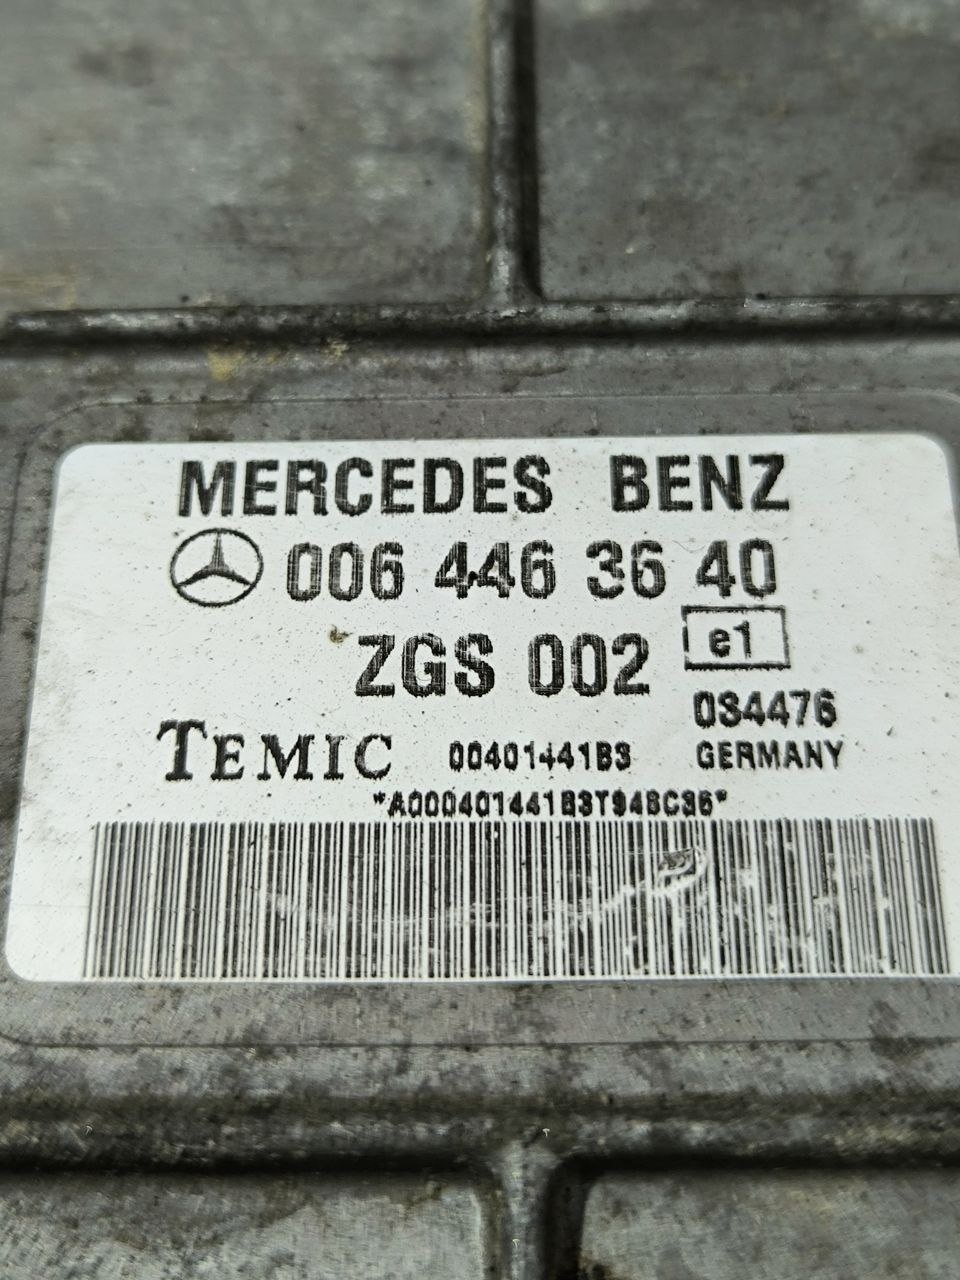 MERCEDES BENZ
006 446 36 40
ZGS 002 e1
034476
TEMIC 00401441B3 GERMANY
*A000401441B3T948C36*